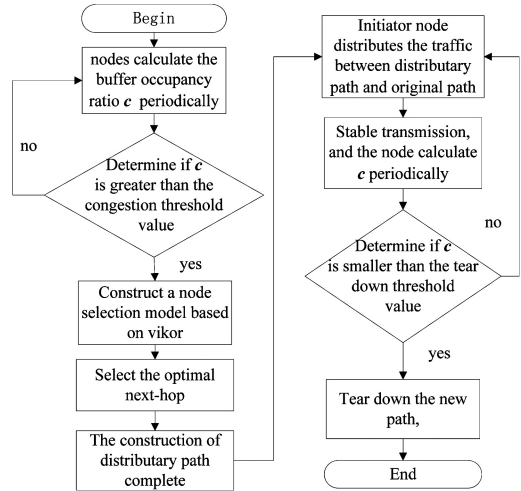 Begin
nodes calculate the
buffer occupancy
ratio c periodically
no
Determine if c
is greater than the
congestion threshold
value
yes
Construct a node
selection model based
on vikor
Select the optimal
next-hop
The construction of
distributary path
complete
Initiator node
distributes the traffic
between distributary
path and original path
Stable transmission,
and the node calculate
c periodically
no
Determine if c
is smaller than the tear
down threshold
value
yes
Tear down the new
path,
End